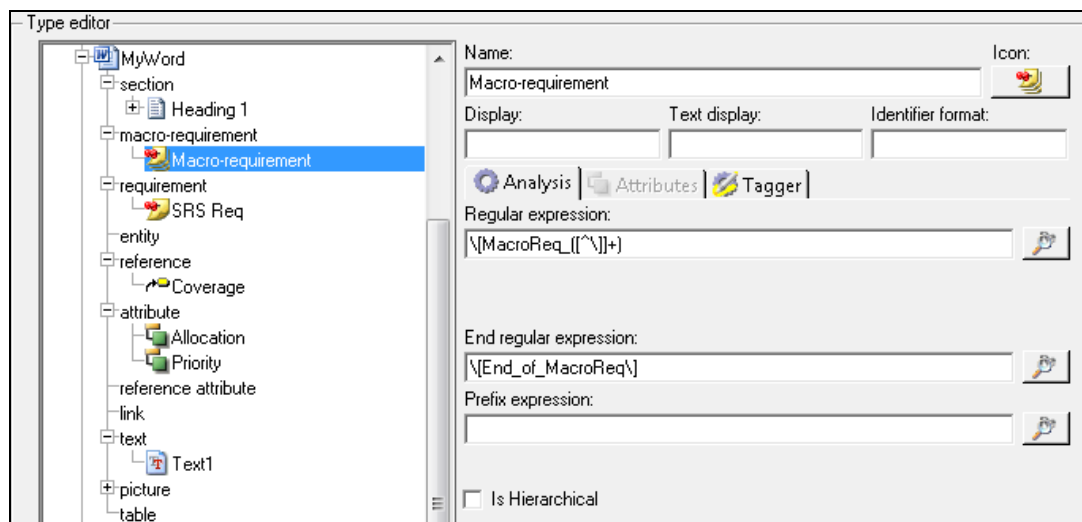 Type editor
MyWord
section
Heading 1
macro-requirement
Macro-requirement
requirement
SRS Req
entity
reference
Coverage
attribute
Allocation
Priority
reference attribute
link
text
Text1
picture
table
Name:
Icon:
Macro-requirement
Display:
Text display:
Identifier format:
Analysis
Attributes
Tagger
Regular expression:
\[MacroReq_([^\]]+)
End regular expression:
\[End_of_MacroReq\]
Prefix expression:
Is Hierarchical